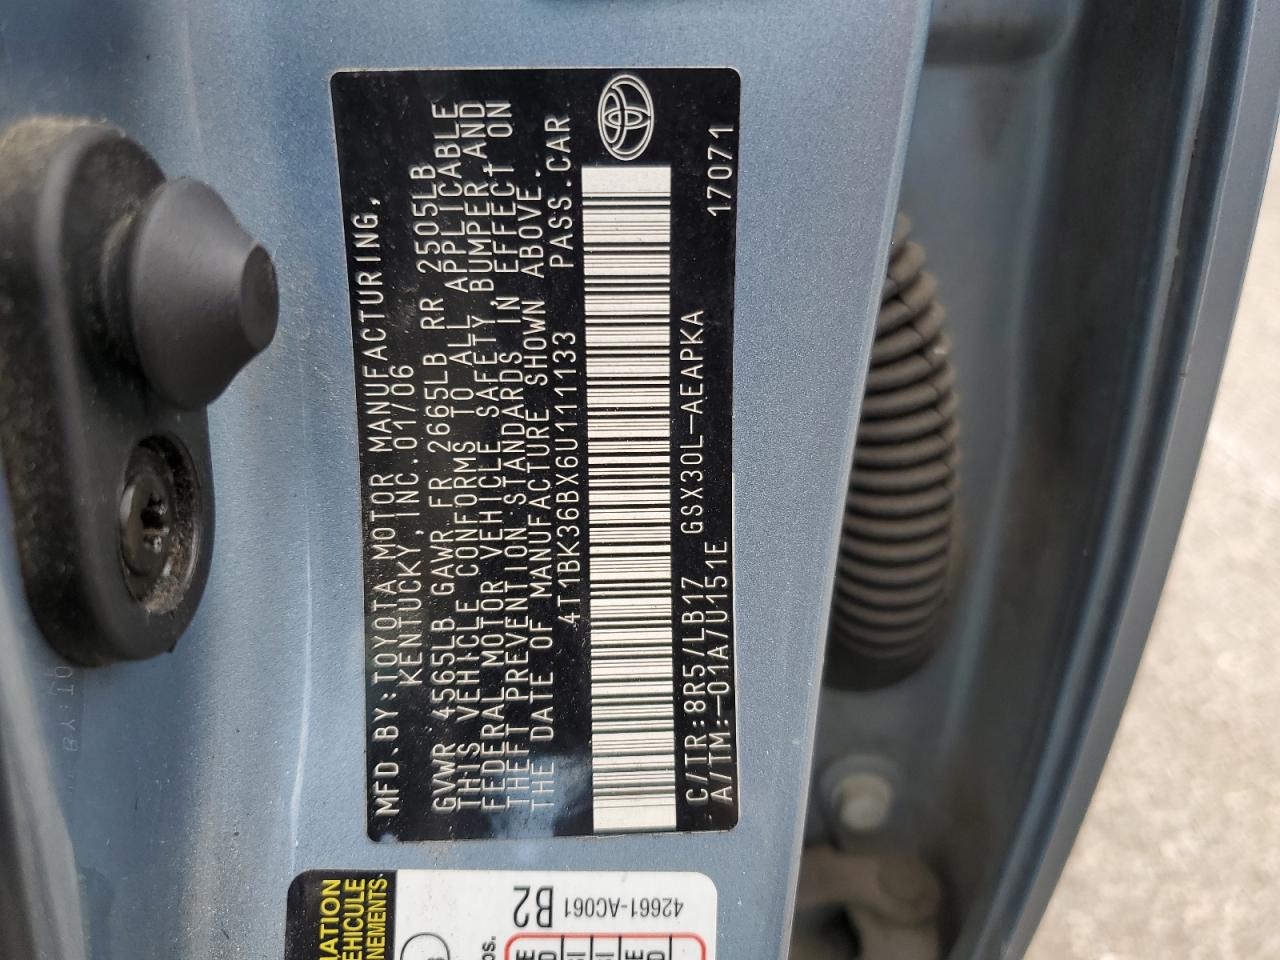 MFD.BY:TOYOTA MOTOR MANUFACTURING,
KENTUCKY,INC. 01/06
GVWR 4565LB GAWR FR 2665LB RR 2505LB
THIS VEHICLE CONFORMS TO ALL APPLICABLE
FEDERAL MOTOR VEHICLE SAFETY,BUMPER,AND
THEFT PREVENTION STANDARDS IN EFFECT ON
THE DATE OF MANUFACTURE SHOWN ABOVE.
4T1BK36BX6U111133 PASS.CAR
C/TR:8R5/LB17 GSX30L-AEAPKA 17071
A/TM:-01A/U151E
42661-AC061
B2
VEHICULE